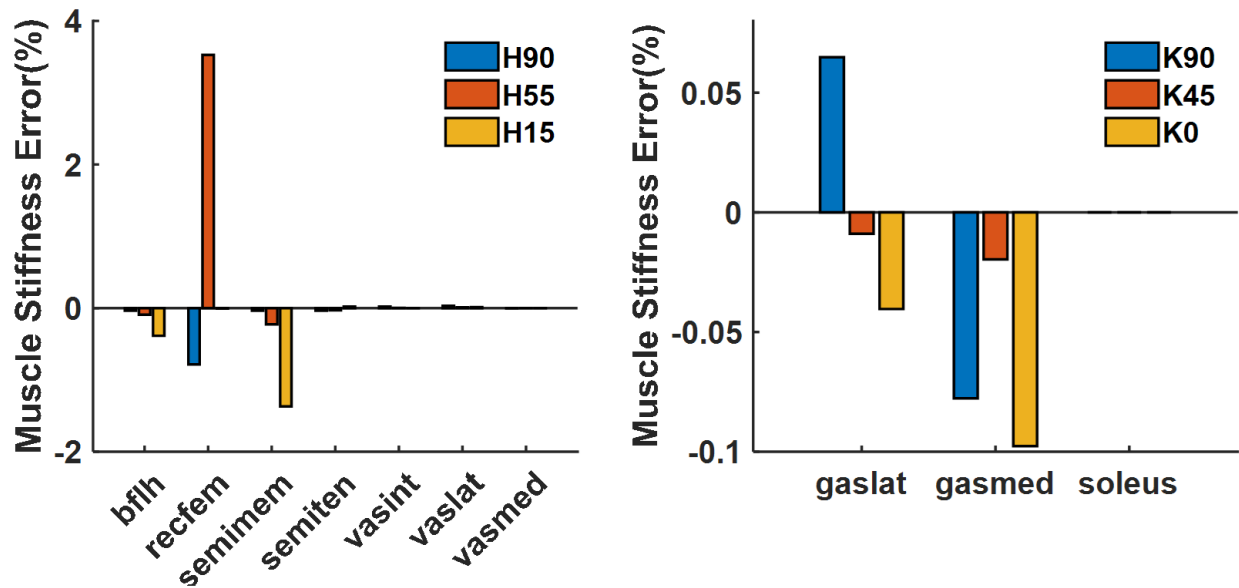 Muscle Stiffness Error(%)
4
2
0
-2
H90
H55
H15
bflh
recfem
semimem
semiten
vasint
vaslat
vasmed
Muscle Stiffness Error(%)
0.05
0
-0.05
-0.1
K90
K45
K0
gaslat
gasmed
soleus